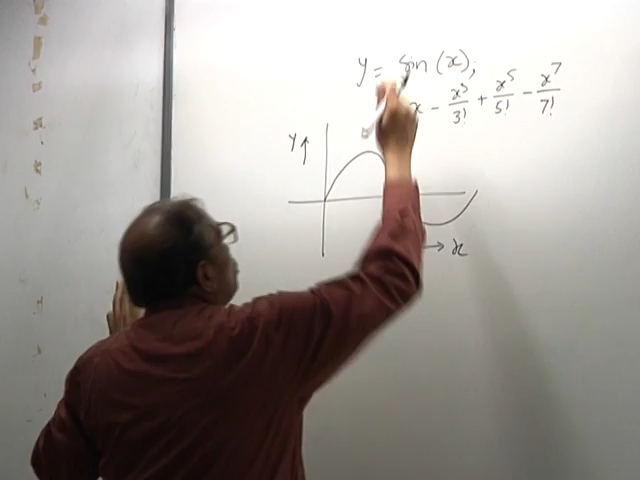 y = sin (x);
x - x³/3! + x⁵/5! - x⁷/7!
y ↑
→ x